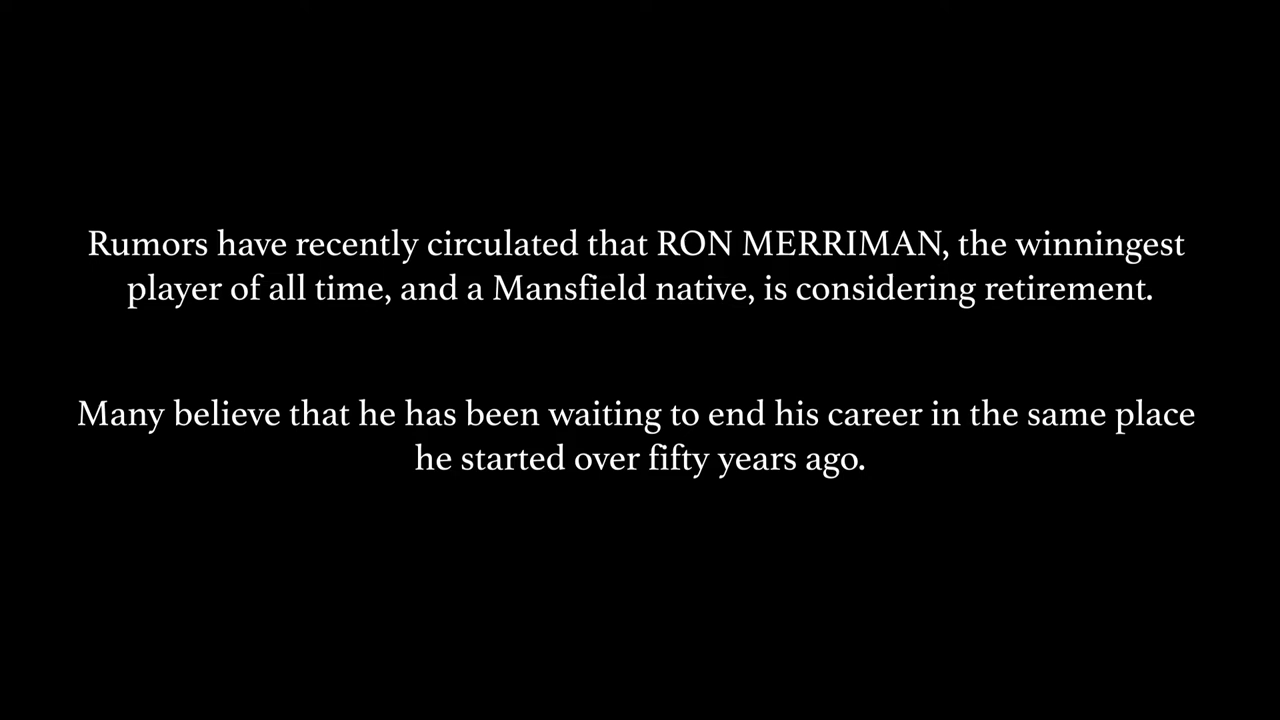 Rumors have recently circulated that RON MERRIMAN, the winningest
player of all time, and a Mansfield native, is considering retirement.
Many believe that he has been waiting to end his career in the same place
he started over fifty years ago.